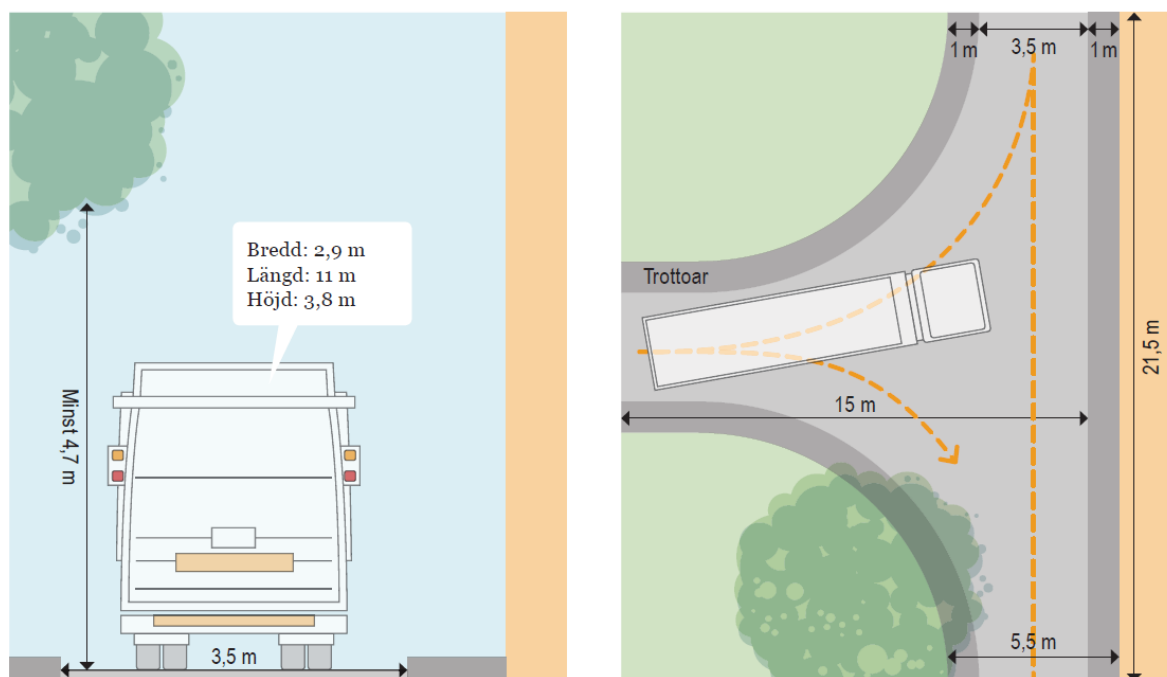 Bredd: 2,9 m
Längd: 11 m
Höjd: 3,8 m
Minst 4,7 m
3,5 m
1 m
3,5 m
1 m
Trottoar
15 m
21,5 m
5,5 m